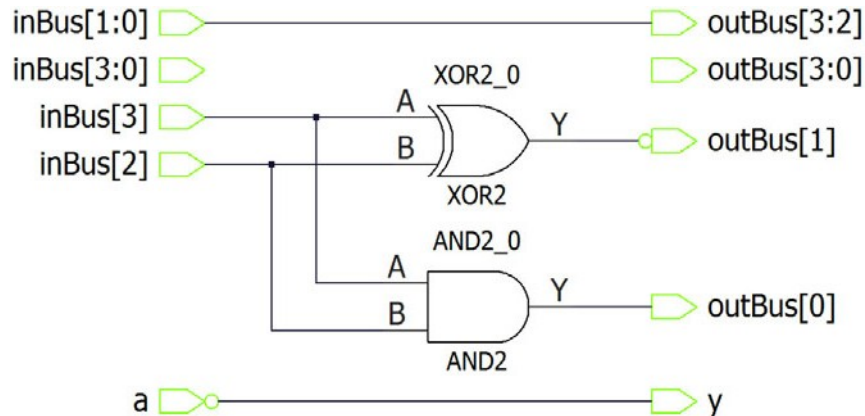 inBus[1:0] outBus[3:2]
inBus[3:0] XOR2_0 outBus[3:0]
inBus[3] A
Y outBus[1]
inBus[2] B
XOR2
AND2_0
A
Y outBus[0]
B
AND2
a y